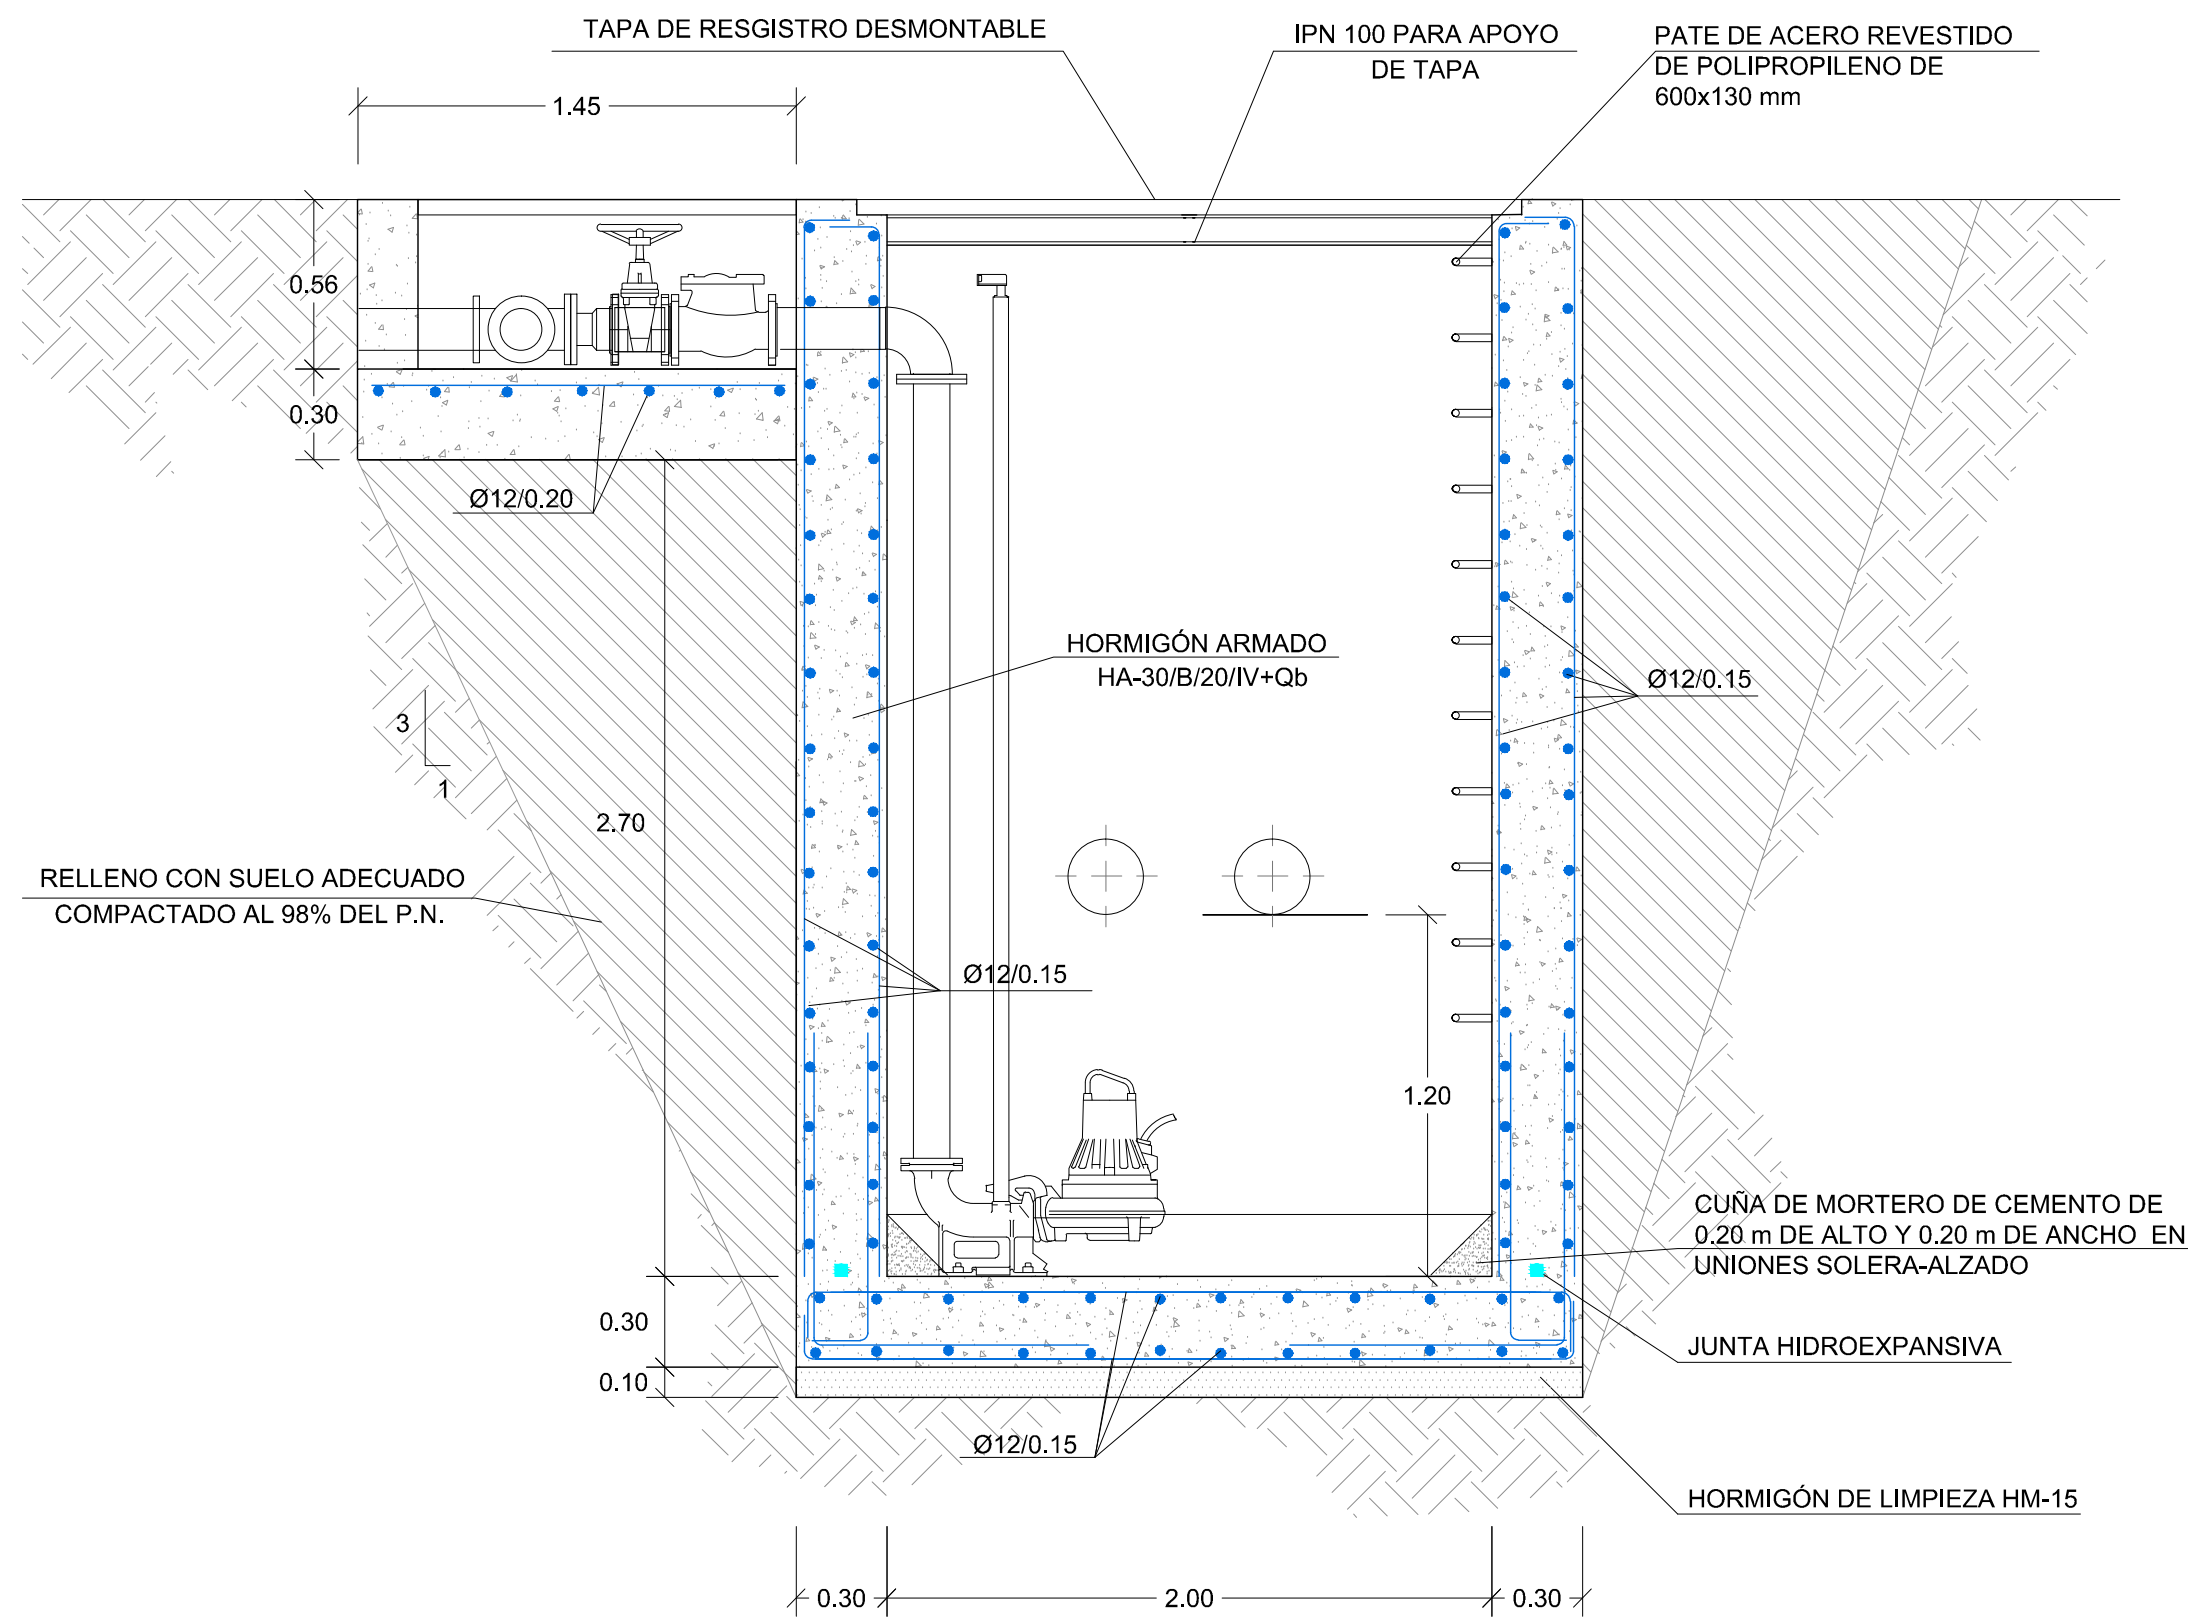 TAPA DE RESGISTRO DESMONTABLE
IPN 100 PARA APOYO
DE TAPA
PATE DE ACERO REVESTIDO
DE POLIPROPILENO DE
600x130 mm
1.45
0.56
0.30
Ø12/0.20
HORMIGÓN ARMADO
HA-30/B/20/IV+Qb
Ø12/0.15
3
1
2.70
RELLENO CON SUELO ADECUADO
COMPACTADO AL 98% DEL P.N.
Ø12/0.15
1.20
CUÑA DE MORTERO DE CEMENTO DE
0.20 m DE ALTO Y 0.20 m DE ANCHO EN
UNIONES SOLERA-ALZADO
0.30
JUNTA HIDROEXPANSIVA
0.10
Ø12/0.15
HORMIGÓN DE LIMPIEZA HM-15
0.30
2.00
0.30